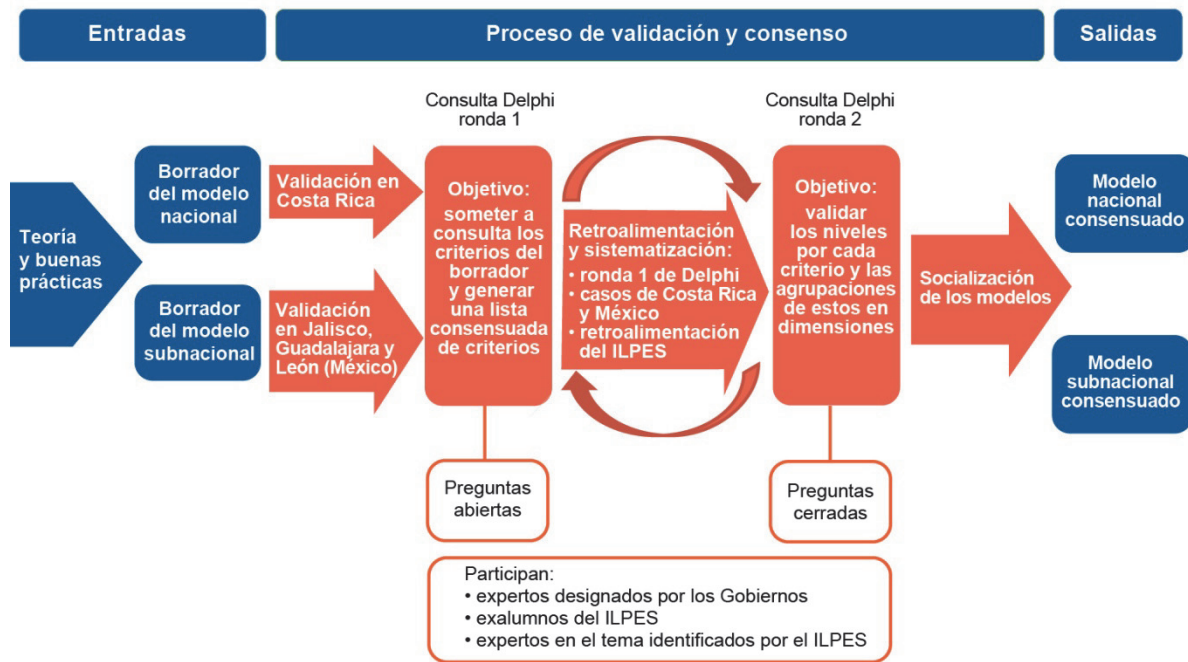 Entradas
Proceso de validación y consenso
Salidas
Teoría
y buenas
prácticas
Borrador
del modelo
nacional
Borrador
del modelo
subnacional
Validación en
Costa Rica
Validación
en Jalisco,
Guadalajara y
León (México)
Consulta Delphi
ronda 1
Objetivo:
someter a
consulta los
criterios del
borrador
y generar
una lista
consensuada
de criterios
Preguntas
abiertas
Retroalimentación
y sistematización:
• ronda 1 de Delphi
• casos de Costa Rica
y México
• retroalimentación
del ILPES
Consulta Delphi
ronda 2
Objetivo:
validar
los niveles
por cada
criterio y las
agrupaciones
de estos en
dimensiones
Preguntas
cerradas
Socialización
de los modelos
Modelo
nacional
consensuado
Modelo
subnacional
consensuado
Participan:
• expertos designados por los Gobiernos
• exalumnos del ILPES
• expertos en el tema identificados por el ILPES